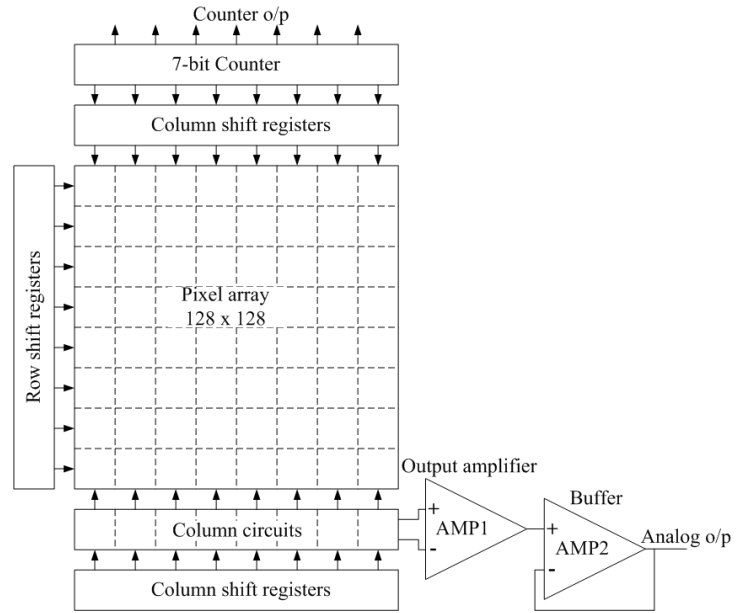 Counter o/p
7-bit Counter
Column shift registers
Row shift registers
Pixel array
128 x 128
Output amplifier
Buffer
+
AMP1
-
+
AMP2
-
Analog o/p
Column circuits
Column shift registers